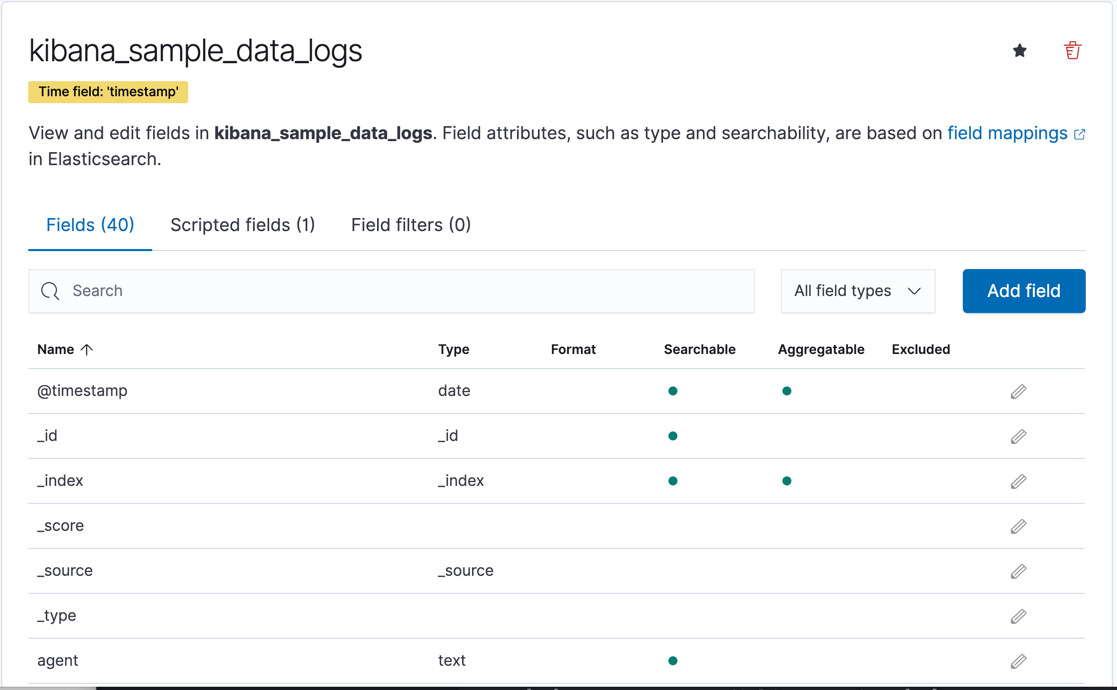 kibana_sample_data_logs
Time field: 'timestamp'
View and edit fields in kibana_sample_data_logs. Field attributes, such as type and searchability, are based on field mappings
in Elasticsearch.
Fields (40) Scripted fields (1) Field filters (0)
Search All field types Add field
Name Type Format Searchable Aggregatable Excluded
@timestamp date
_id _id
_index _index
_score
_source _source
_type
agent text